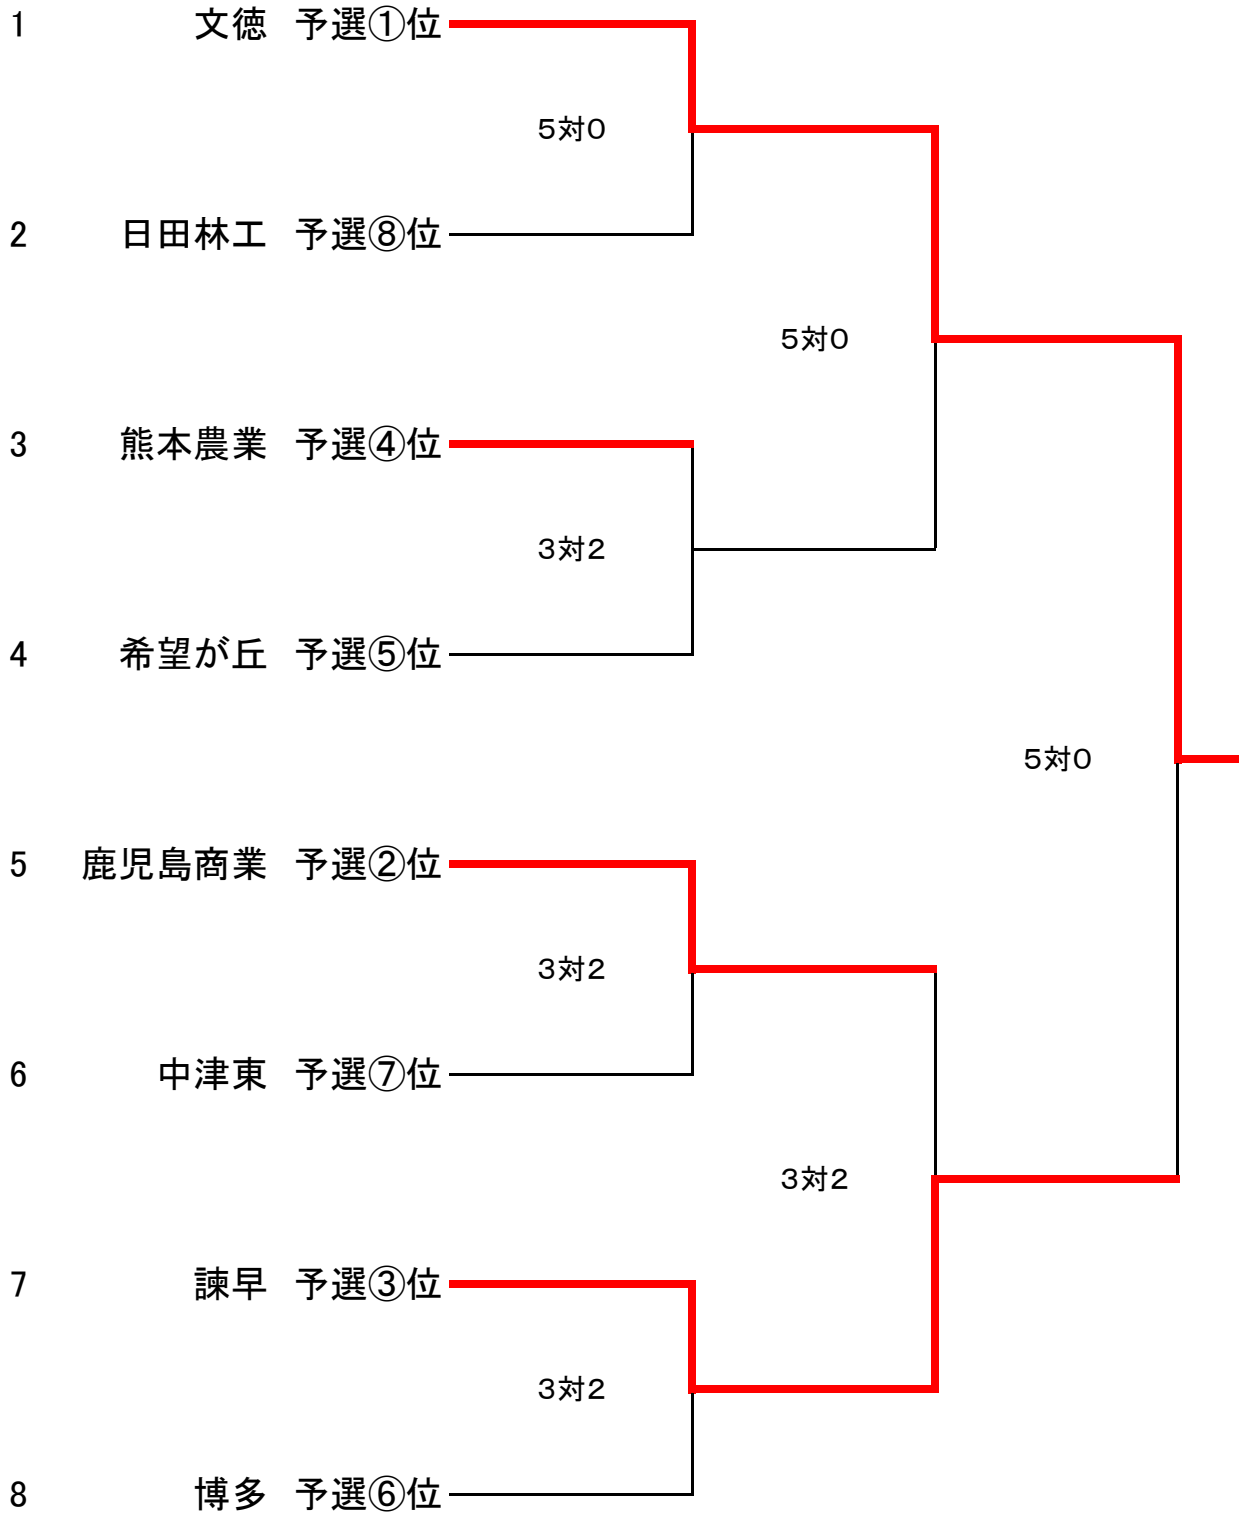 1 文徳 予選①位
5対0
2 日田林工 予選⑧位
5対0
3 熊本農業 予選④位
3対2
4 希望が丘 予選⑤位
5対0
5 鹿児島商業 予選②位
3対2
6 中津東 予選⑦位
3対2
7 諫早 予選③位
3対2
8 博多 予選⑥位